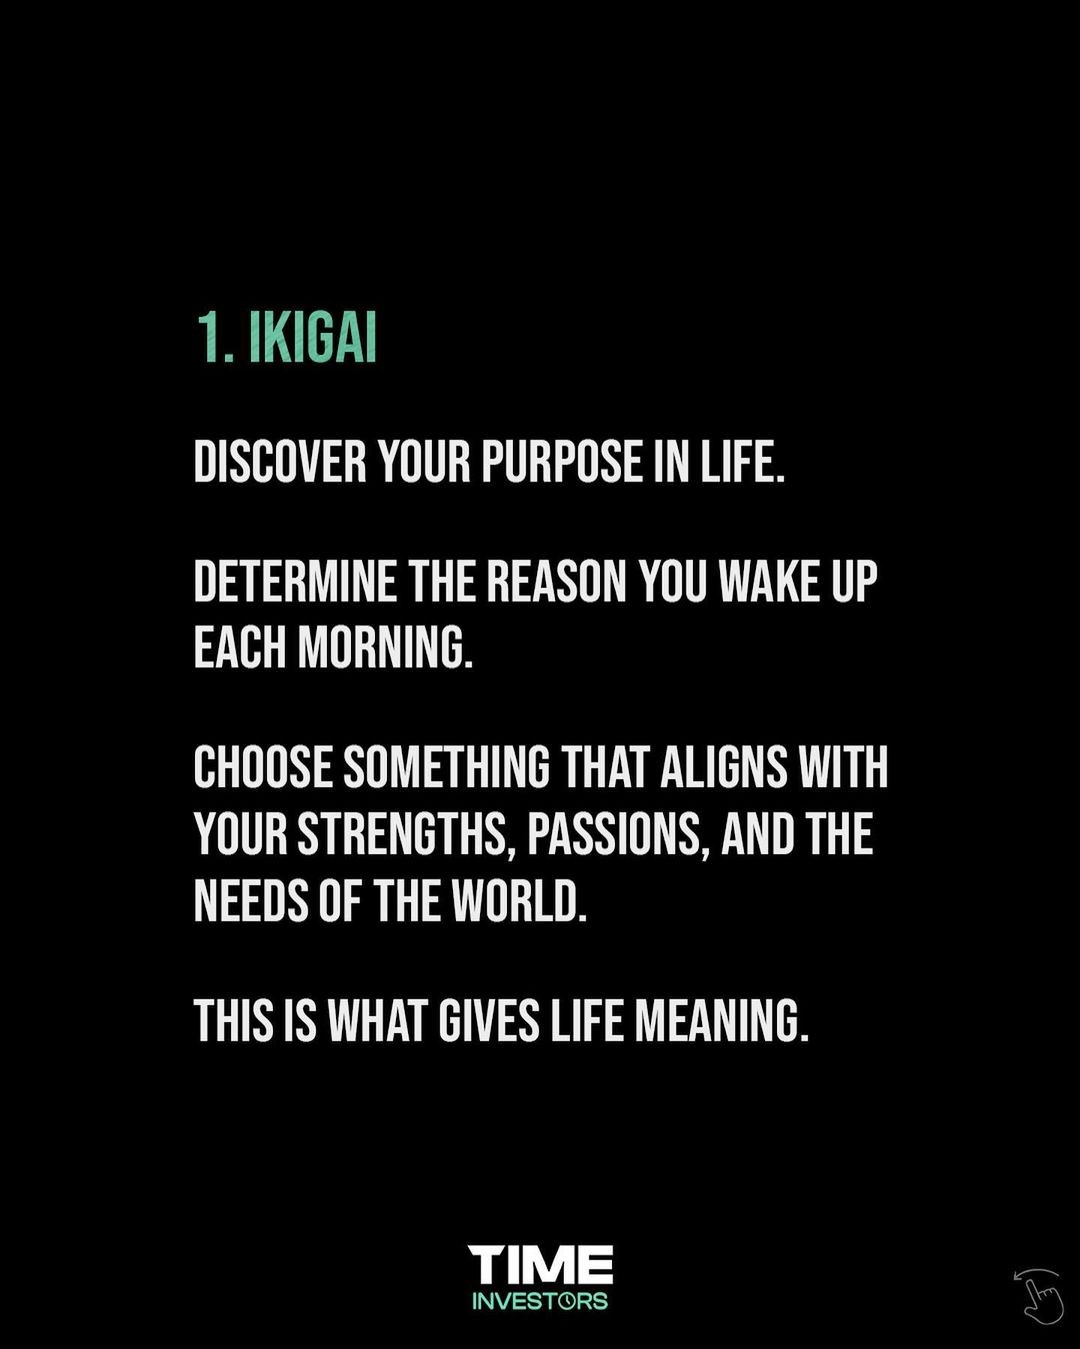 1. IKIGAI
DISCOVER YOUR PURPOSE IN LIFE.
DETERMINE THE REASON YOU WAKE UP
EACH MORNING.
CHOOSE SOMETHING THAT ALIGNS WITH
YOUR STRENGTHS, PASSIONS, AND THE
NEEDS OF THE WORLD.
THIS IS WHAT GIVES LIFE MEANING.
TIME
INVESTORS